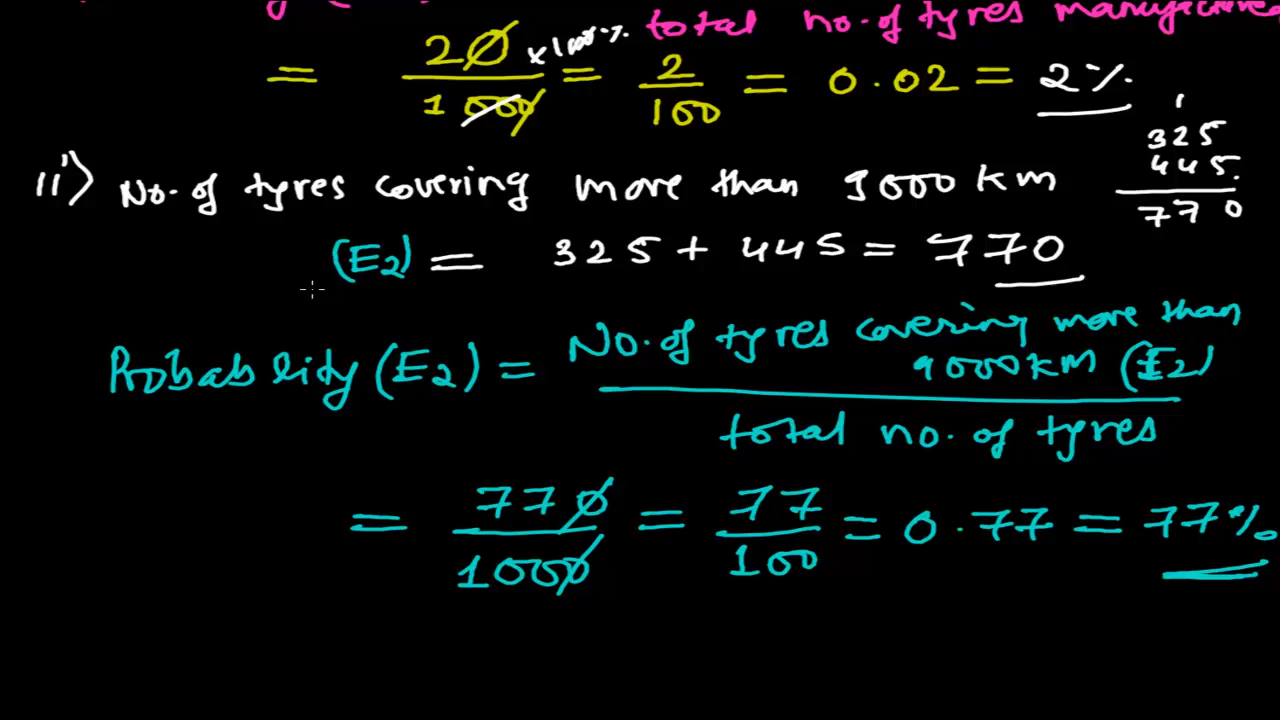 total no. of tyres manufactured
= 20/1000 × 100 % = 2/100 = 0.02 = 2 %
1
325
445.
770
ii) No. of tyres covering more than 9000 km
(E2) = 325 + 445 = 770
Probability (E2) = No. of tyres covering more than
9000 km (E2)
total no. of tyres
= 770/1000 = 77/100 = 0.77 = 77 %